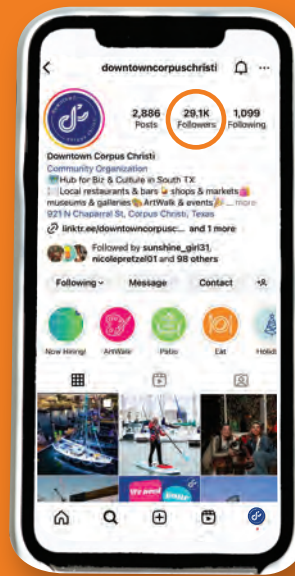 downtowncorpuschristi
2,886 29.1K 1,099
Posts Followers Following
Downtown Corpus Christi
Community Organization
Hub for Biz & Culture in South TX
Local restaurants & bars shops & markets
museums & galleries ArtWalk & events ... more
921 N Chaparral St, Corpus Christi, Texas
linktr.ee/downtowncorpusc... and 1 more
Followed by sunshine_girl31,
nicolepretzel01 and 98 others
Following Message Contact
Now Hiring! ArtWalk Patio Eat Holid
We need